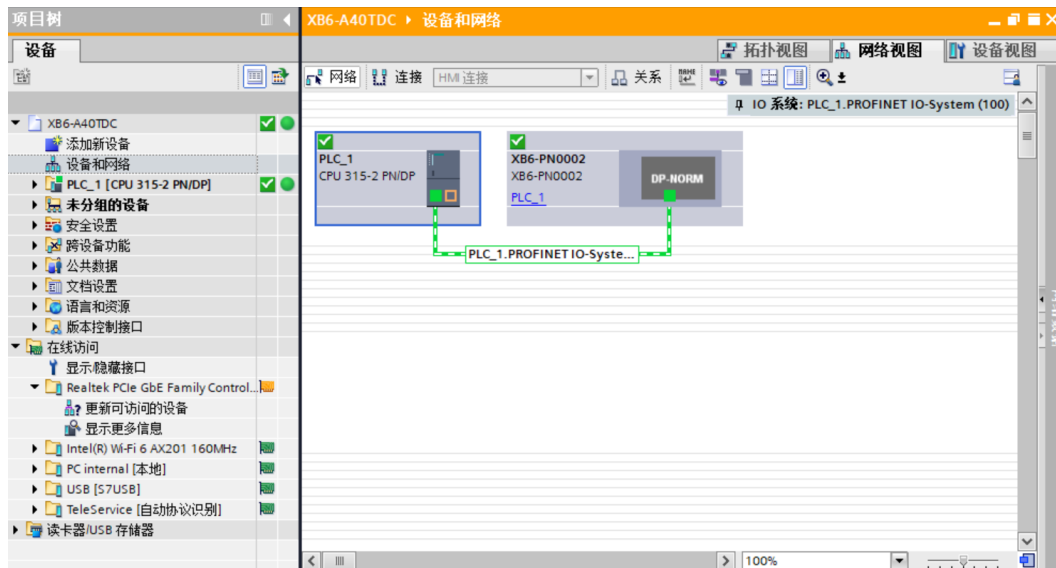 项目树
XB6-A40TDC ▸ 设备和网络
设备
拓扑视图
网络视图
设备视图
网络
连接
HMI 连接
关系
IO 系统: PLC_1.PROFINET IO-System (100)
XB6-A40TDC
添加新设备
设备和网络
PLC_1 [CPU 315-2 PN/DP]
未分组的设备
安全设置
跨设备功能
公共数据
文档设置
语言和资源
版本控制接口
在线访问
显示/隐藏接口
Realtek PCIe GbE Family Control...
更新可访问的设备
显示更多信息
Intel(R) Wi-Fi 6 AX201 160MHz
PC internal [本地]
USB [S7USB]
TeleService [自动协议识别]
读卡器/USB 存储器
PLC_1
CPU 315-2 PN/DP
XB6-PN0002
XB6-PN0002
PLC_1
DP-NORM
PLC_1.PROFINET IO-Syste...
100%